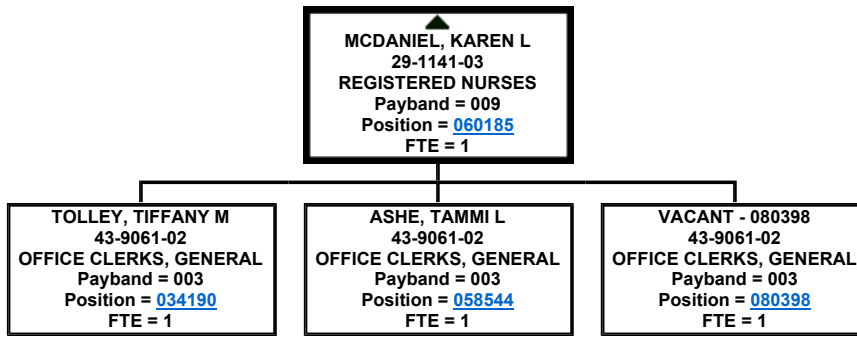 MCDANIEL, KAREN L
29-1141-03
REGISTERED NURSES
Payband = 009
Position = 060185
FTE = 1
TOLLEY, TIFFANY M
43-9061-02
OFFICE CLERKS, GENERAL
Payband = 003
Position = 034190
FTE = 1
ASHE, TAMMI L
43-9061-02
OFFICE CLERKS, GENERAL
Payband = 003
Position = 058544
FTE = 1
VACANT - 080398
43-9061-02
OFFICE CLERKS, GENERAL
Payband = 003
Position = 080398
FTE = 1